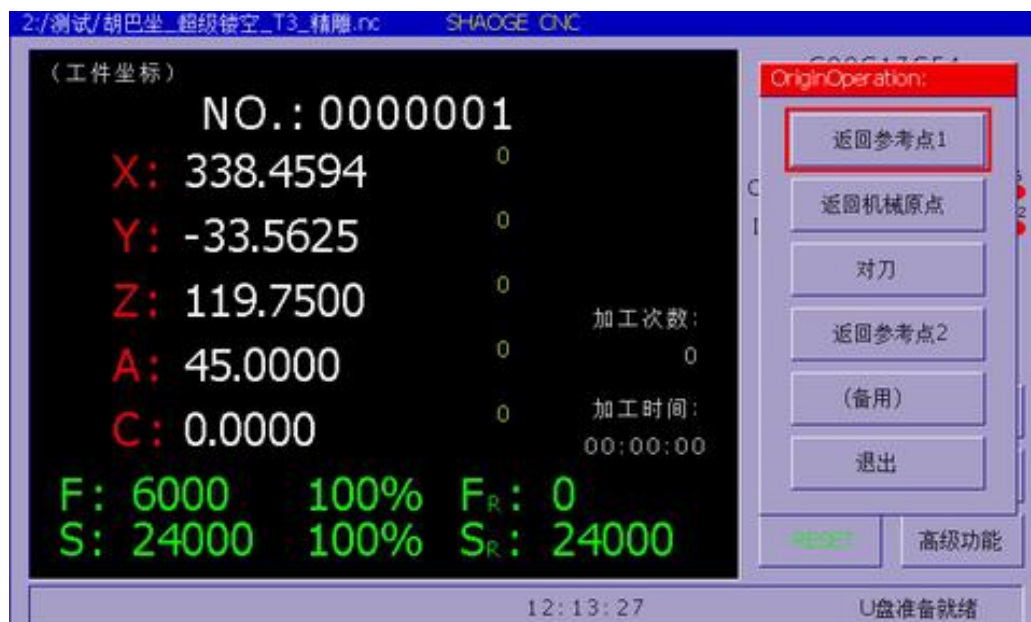 2:/测试/胡巴坐_超级镂空_T3_精雕.nc SHAOGE CNC
(工件坐标)
NO.: 0000001
X: 338.4594 0
Y: -33.5625 0
Z: 119.7500 0
加工次数:
A: 45.0000 0 0
加工时间:
C: 0.0000 0
00:00:00
F: 6000 100% FR: 0
S: 24000 100% SR: 24000
OriginOperation:
返回参考点1
返回机械原点
对刀
返回参考点2
(备用)
退出
RESET 高级功能
12:13:27 U盘准备就绪